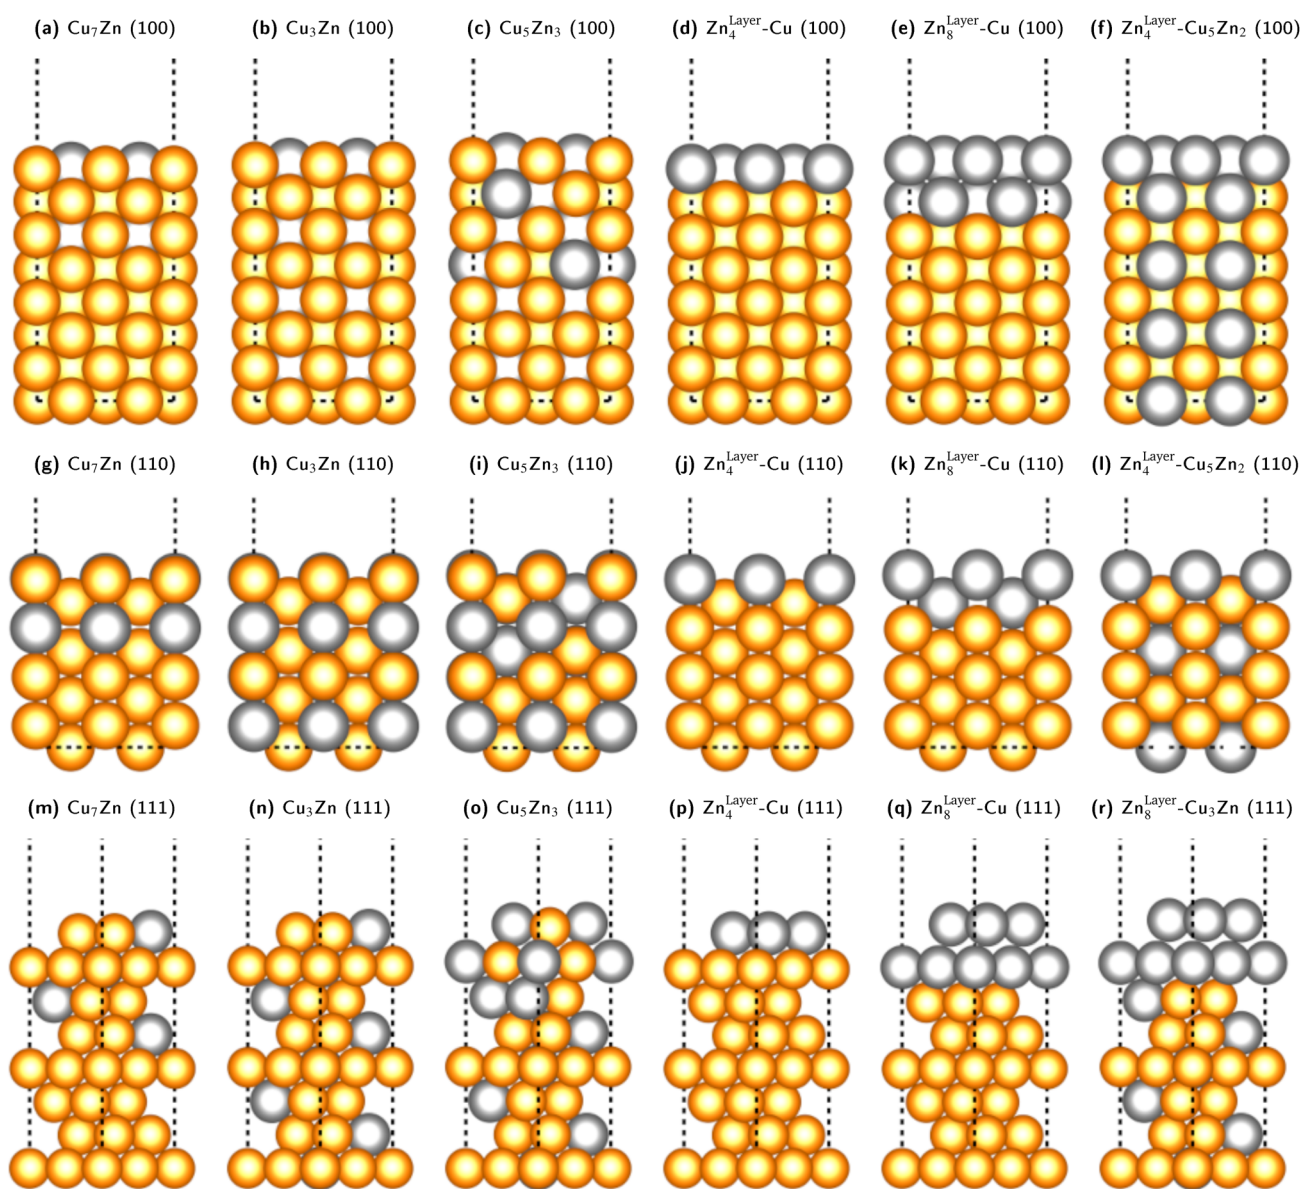 (a) Cu₇Zn (100) (b) Cu₃Zn (100) (c) Cu₅Zn₃ (100) (d) Zn₄ᴸᵃʸᵉʳ-Cu (100) (e) Zn₈ᴸᵃʸᵉʳ-Cu (100) (f) Zn₄ᴸᵃʸᵉʳ-Cu₅Zn₂ (100)
(g) Cu₇Zn (110) (h) Cu₃Zn (110) (i) Cu₅Zn₃ (110) (j) Zn₄ᴸᵃʸᵉʳ-Cu (110) (k) Zn₈ᴸᵃʸᵉʳ-Cu (110) (l) Zn₄ᴸᵃʸᵉʳ-Cu₅Zn₂ (110)
(m) Cu₇Zn (111) (n) Cu₃Zn (111) (o) Cu₅Zn₃ (111) (p) Zn₄ᴸᵃʸᵉʳ-Cu (111) (q) Zn₈ᴸᵃʸᵉʳ-Cu (111) (r) Zn₈ᴸᵃʸᵉʳ-Cu₃Zn (111)